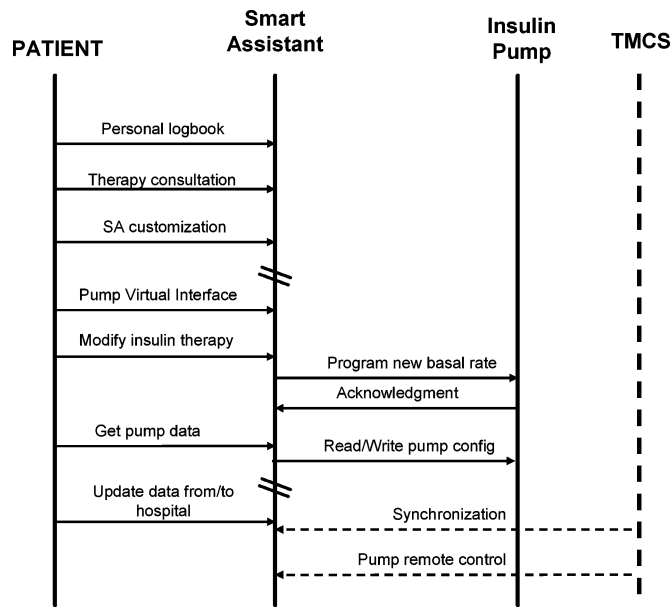 PATIENT
Smart
Assistant
Insulin
Pump
TMCS
Personal logbook
Therapy consultation
SA customization
Pump Virtual Interface
Modify insulin therapy
Program new basal rate
Acknowledgment
Get pump data
Read/Write pump config
Update data from/to
hospital
Synchronization
Pump remote control